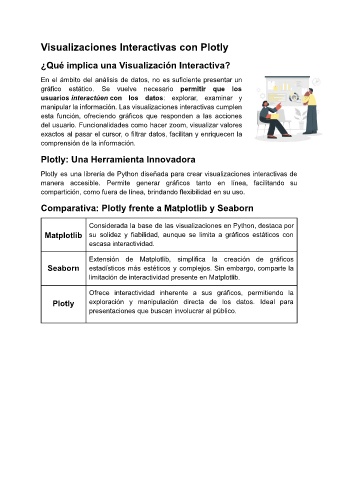 Visualizaciones Interactivas con Plotly
¿Qué implica una Visualización Interactiva?
En el ámbito del análisis de datos, no es suficiente presentar un
gráfico estático. Se vuelve necesario permitir que los
usuarios interactúen con los datos: explorar, examinar y
manipular la información. Las visualizaciones interactivas cumplen
esta función, ofreciendo gráficos que responden a las acciones
del usuario. Funcionalidades como hacer zoom, visualizar valores
exactos al pasar el cursor, o filtrar datos, facilitan y enriquecen la
comprensión de la información.
Plotly: Una Herramienta Innovadora
Plotly es una librería de Python diseñada para crear visualizaciones interactivas de
manera accesible. Permite generar gráficos tanto en línea, facilitando su
compartición, como fuera de línea, brindando flexibilidad en su uso.
Comparativa: Plotly frente a Matplotlib y Seaborn
Matplotlib
Considerada la base de las visualizaciones en Python, destaca por
su solidez y fiabilidad, aunque se limita a gráficos estáticos con
escasa interactividad.
Seaborn
Extensión de Matplotlib, simplifica la creación de gráficos
estadísticos más estéticos y complejos. Sin embargo, comparte la
limitación de interactividad presente en Matplotlib.
Plotly
Ofrece interactividad inherente a sus gráficos, permitiendo la
exploración y manipulación directa de los datos. Ideal para
presentaciones que buscan involucrar al público.